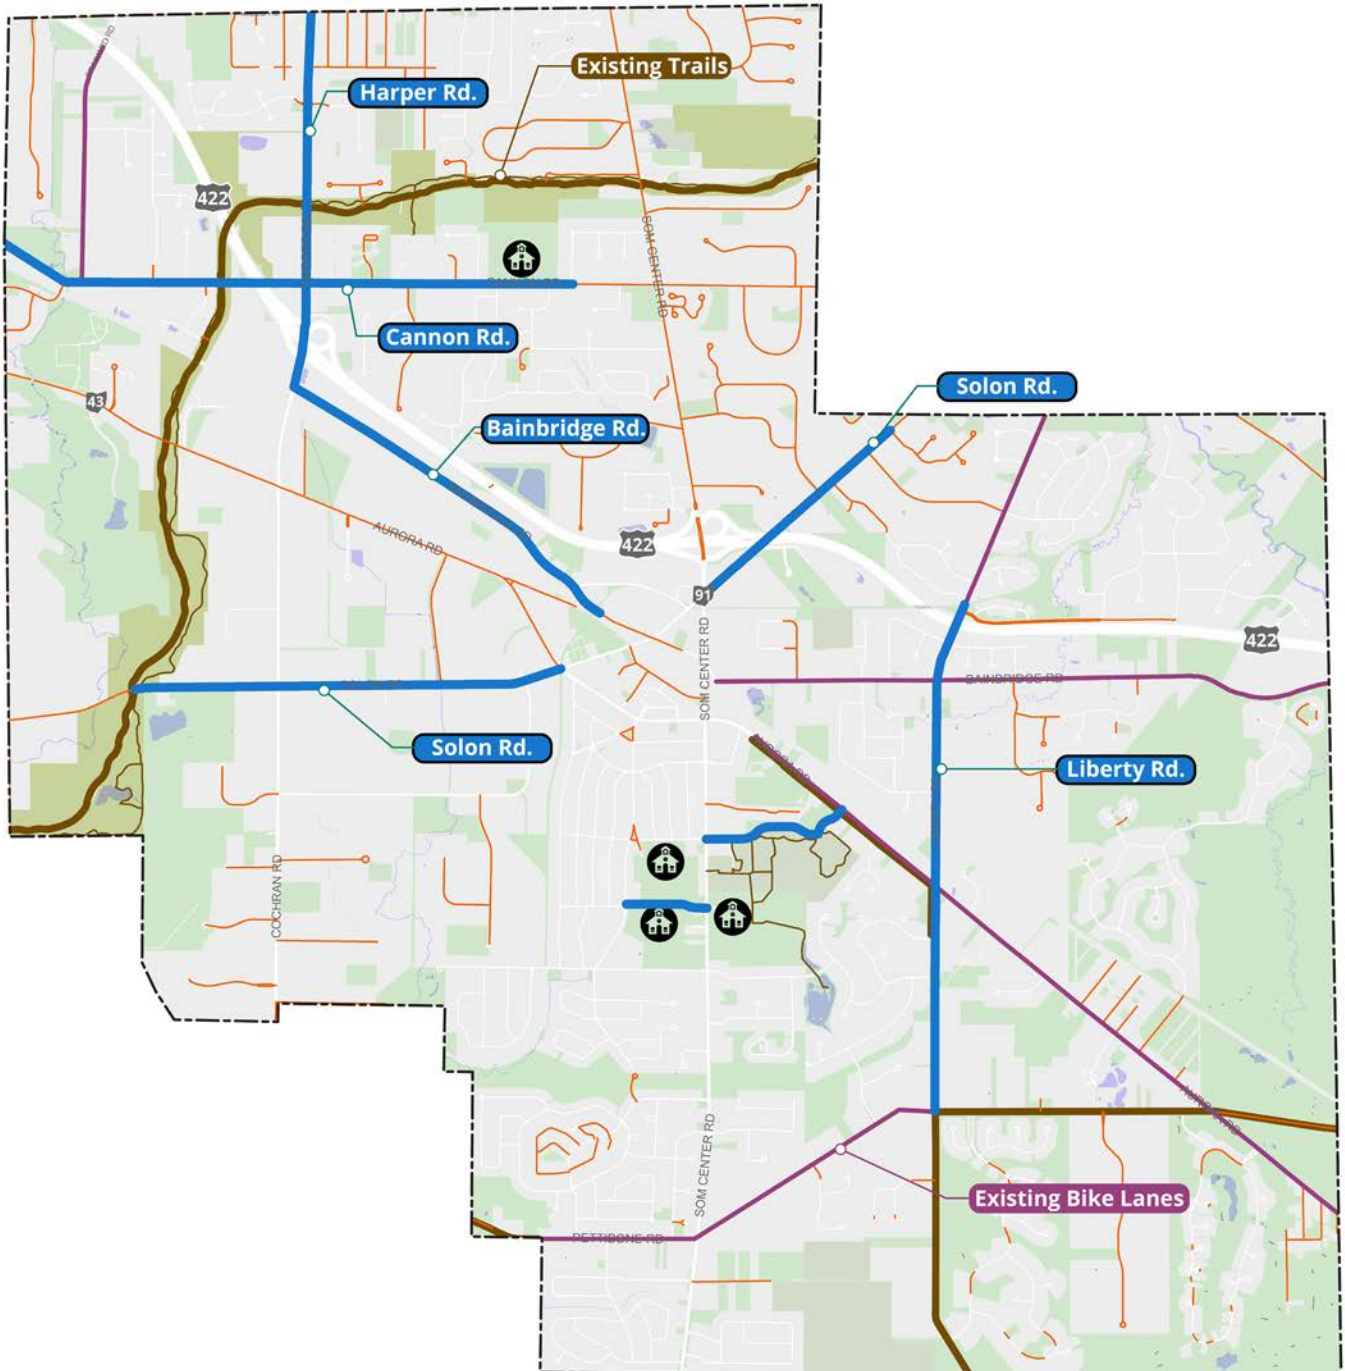 Existing Trails
Harper Rd.
422
SOM CENTER RD
Cannon Rd.
Solon Rd.
43
Bainbridge Rd.
AURORA RD
422
91
422
SOM CENTER RD
BAINBRIDGE RD
Solon Rd.
Liberty Rd.
AURORA RD
COCHRAN RD
AURORA RD
SOM CENTER RD
Existing Bike Lanes
PETTIBONE RD